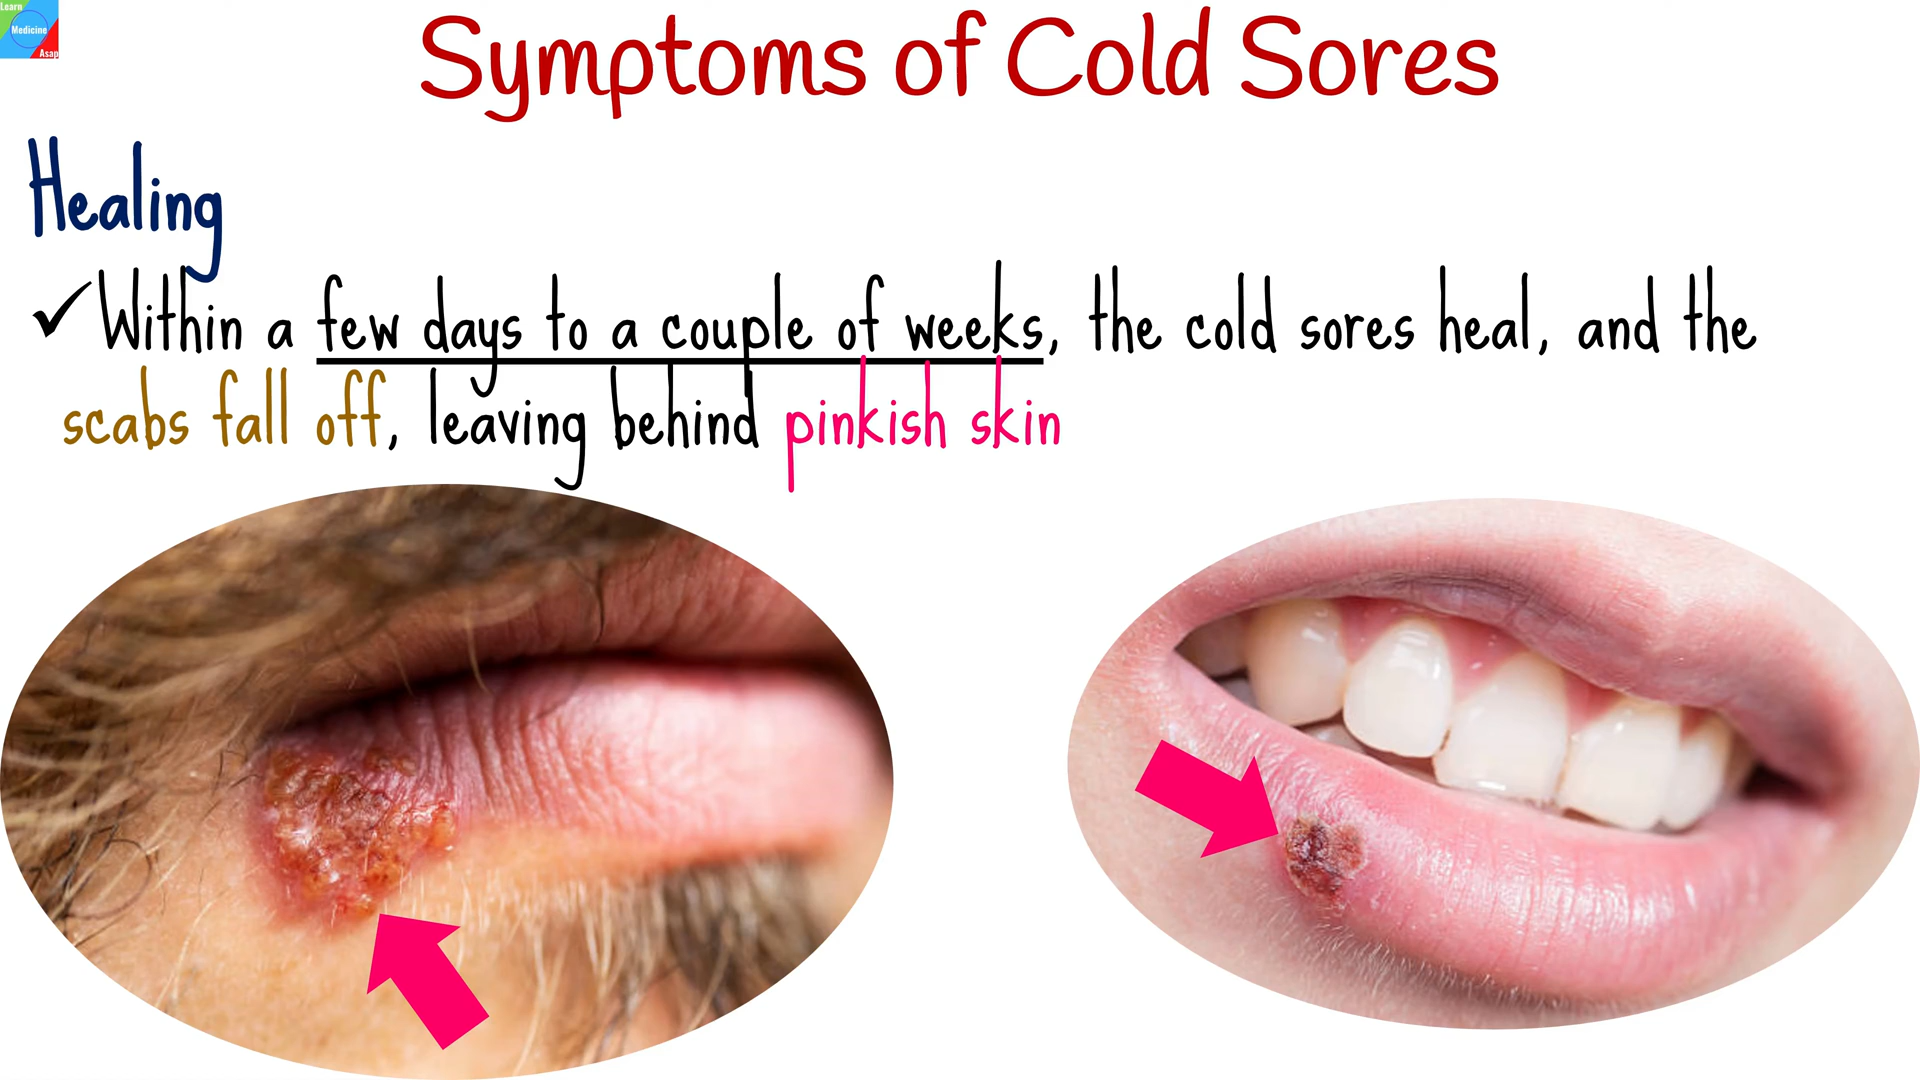 Learn
Medicine
Asap
Symptoms of Cold Sores
Healing
✓Within a few days to a couple of weeks, the cold sores heal, and the
scabs fall off, leaving behind pinkish skin